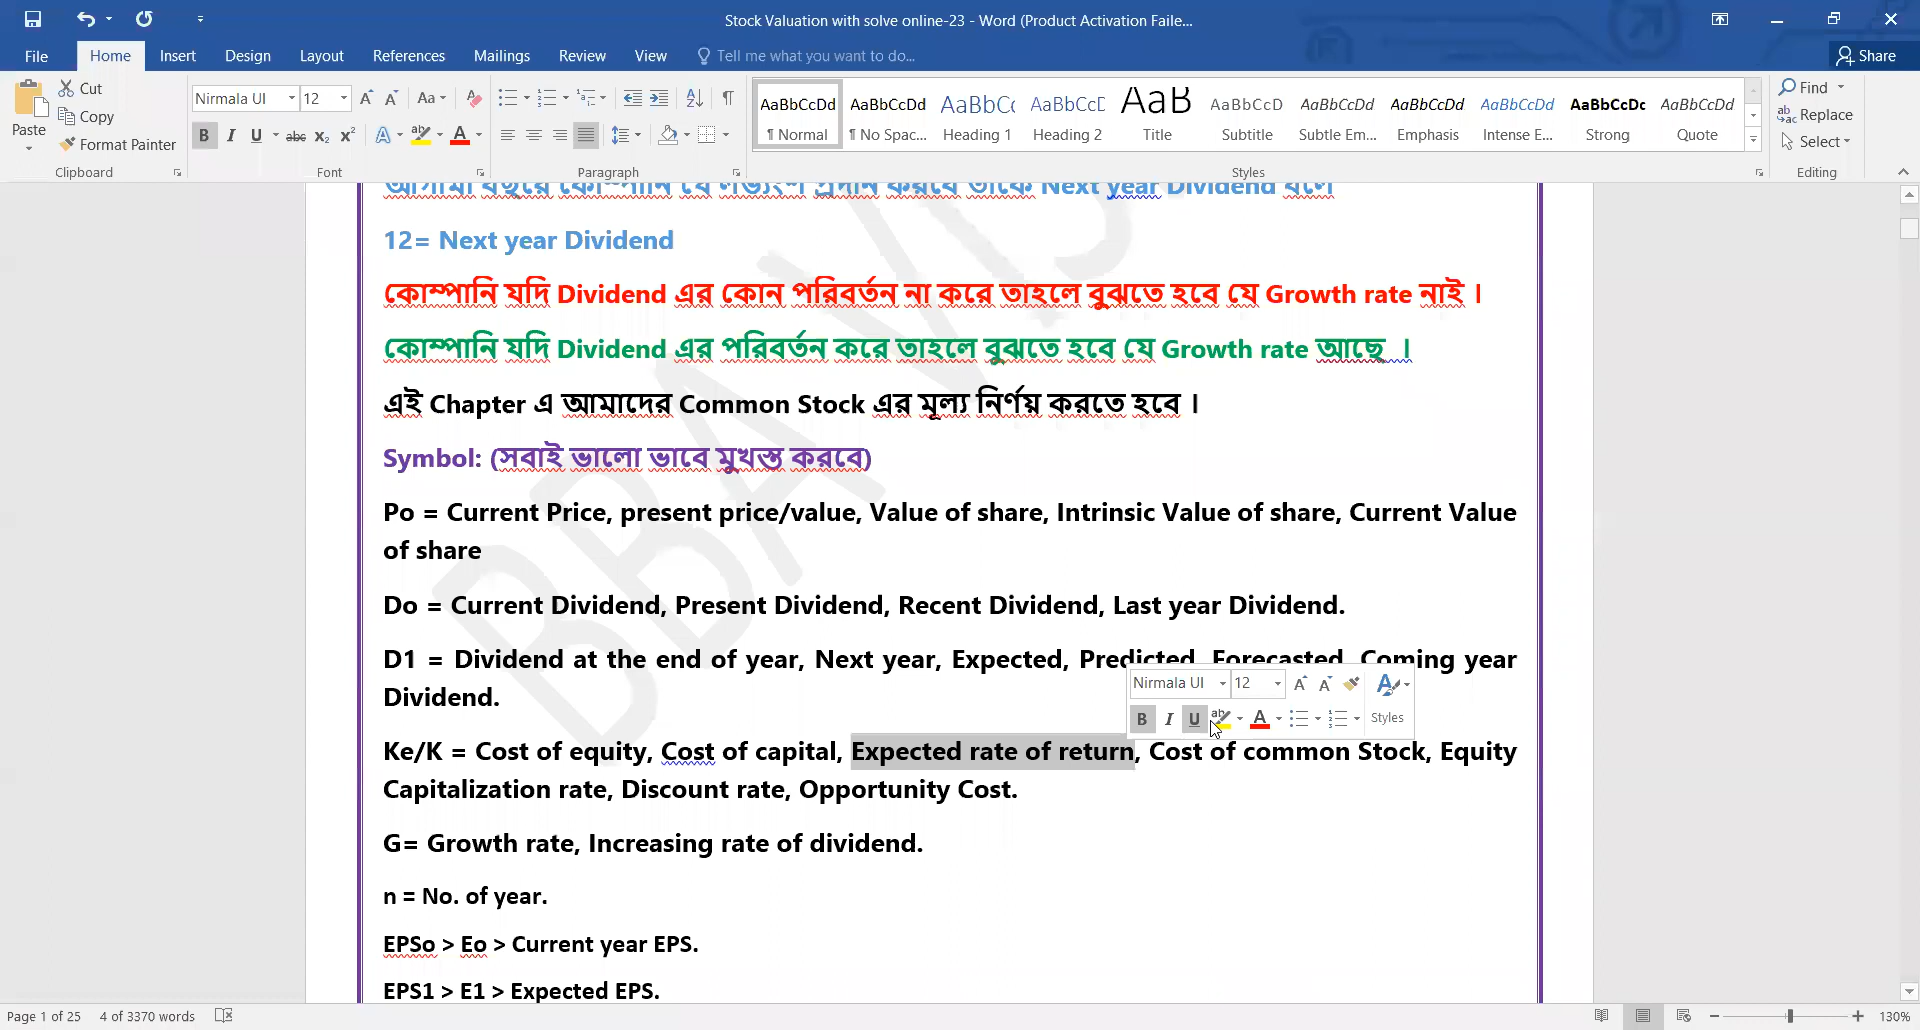 Stock Valuation with solve online-23 - Word (Product Activation Faile...
File Home Insert Design Layout References Mailings Review View Tell me what you want to do... Share
Paste Cut
Copy
Format Painter
Nirmala UI 12
AaBbCcDd AaBbCcDd AaBbCc AaBbCcC AaB AaBbCcD AaBbCcDd AaBbCcDd AaBbCcDd AaBbCcDc AaBbCcDd
¶ Normal ¶ No Spac... Heading 1 Heading 2 Title Subtitle Subtle Em... Emphasis Intense E... Strong Quote
Find
Replace
Select
Clipboard Font Paragraph Styles Editing
আগামী বছরে কোম্পানি যে লভ্যংশ প্রদান করবে তাকে Next year Dividend বলে
12= Next year Dividend
কোম্পানি যদি Dividend এর কোন পরিবর্তন না করে তাহলে বুঝতে হবে যে Growth rate নাই ।
কোম্পানি যদি Dividend এর পরিবর্তন করে তাহলে বুঝতে হবে যে Growth rate আছে ।
এই Chapter এ আমাদের Common Stock এর মূল্য নির্ণয় করতে হবে ।
Symbol: (সবাই ভালো ভাবে মুখস্ত করবে)
Po = Current Price, present price/value, Value of share, Intrinsic Value of share, Current Value
of share
Do = Current Dividend, Present Dividend, Recent Dividend, Last year Dividend.
D1 = Dividend at the end of year, Next year, Expected, Predicted, Forecasted, Coming year
Dividend.
Nirmala UI 12
Styles
Ke/K = Cost of equity, Cost of capital, Expected rate of return, Cost of common Stock, Equity
Capitalization rate, Discount rate, Opportunity Cost.
G= Growth rate, Increasing rate of dividend.
n = No. of year.
EPSo > Eo > Current year EPS.
EPS1 > E1 > Expected EPS.
Page 1 of 25 4 of 3370 words 130%